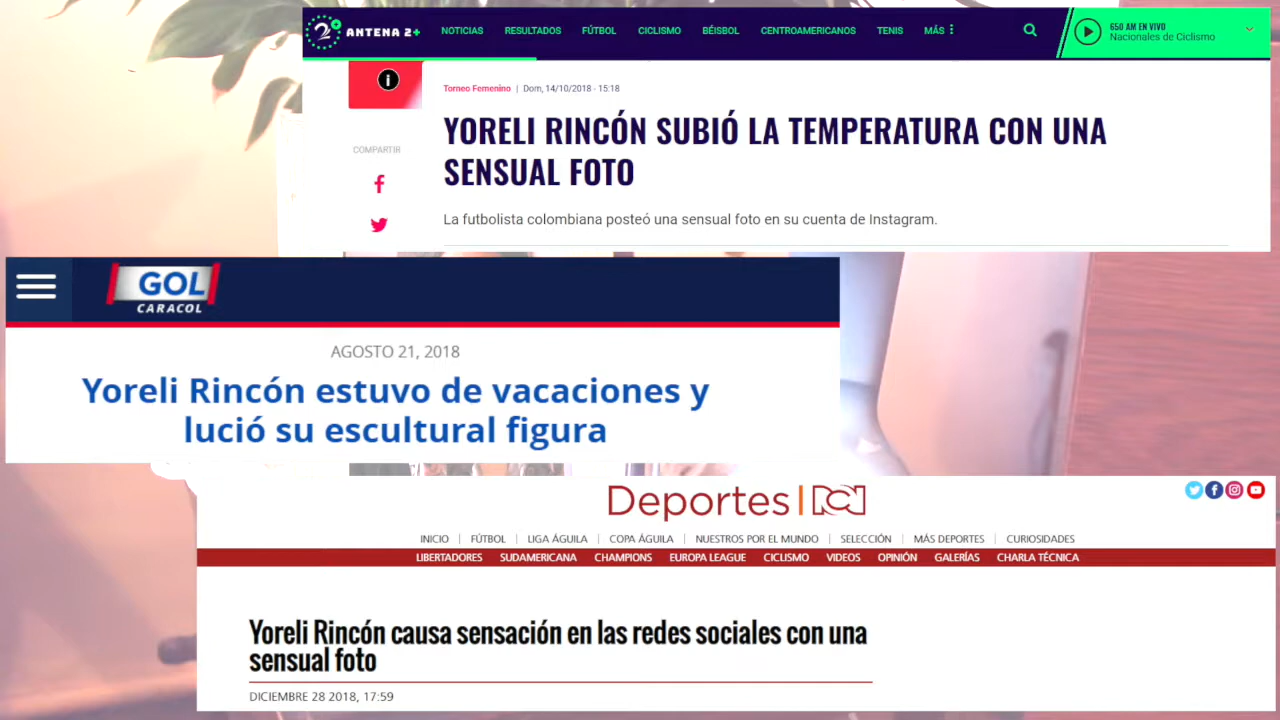 2+ ANTENA 2+ NOTICIAS RESULTADOS FÚTBOL CICLISMO BÉISBOL CENTROAMERICANOS TENIS MÁS
650 AM EN VIVO
Nacionales de Ciclismo
i
Torneo Femenino | Dom, 14/10/2018 - 15:18
YORELI RINCÓN SUBIÓ LA TEMPERATURA CON UNA
SENSUAL FOTO
COMPARTIR
La futbolista colombiana posteó una sensual foto en su cuenta de Instagram.
GOL
CARACOL
AGOSTO 21, 2018
Yoreli Rincón estuvo de vacaciones y
lució su escultural figura
Deportes | RCN
INICIO | FÚTBOL | LIGA ÁGUILA | COPA ÁGUILA | NUESTROS POR EL MUNDO | SELECCIÓN | MÁS DEPORTES | CURIOSIDADES
LIBERTADORES SUDAMERICANA CHAMPIONS EUROPA LEAGUE CICLISMO VIDEOS OPINIÓN GALERÍAS CHARLA TÉCNICA
Yoreli Rincón causa sensación en las redes sociales con una
sensual foto
DICIEMBRE 28 2018, 17:59